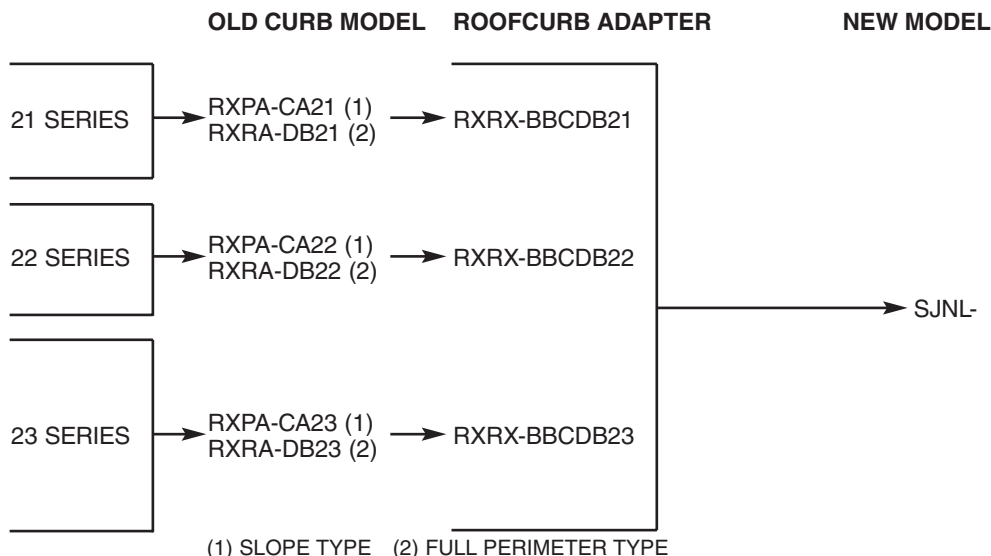 OLD CURB MODEL ROOFCURB ADAPTER NEW MODEL
21 SERIES
RXPA-CA21 (1)
RXRA-DB21 (2)
RXRX-BBCDB21
22 SERIES
RXPA-CA22 (1)
RXRA-DB22 (2)
RXRX-BBCDB22
SJNL-
23 SERIES
RXPA-CA23 (1)
RXRA-DB23 (2)
RXRX-BBCDB23
(1) SLOPE TYPE (2) FULL PERIMETER TYPE